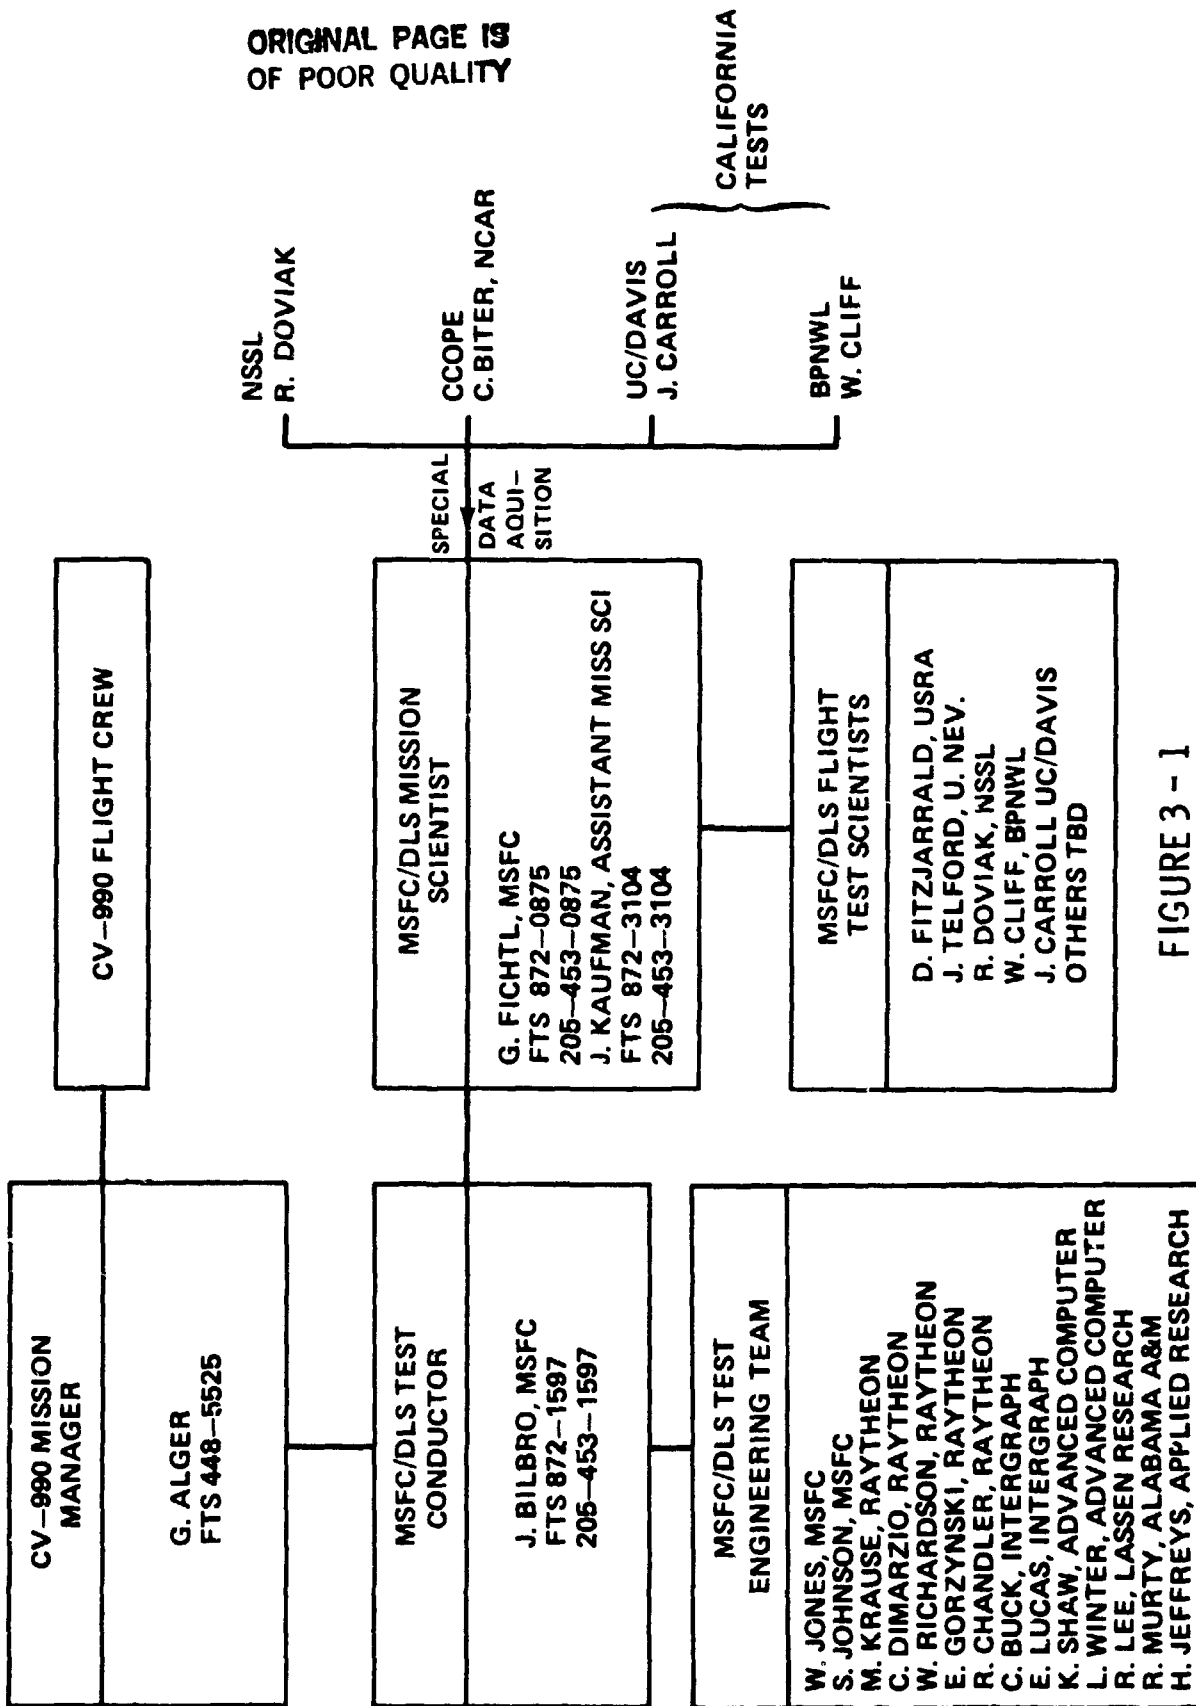 ORIGINAL PAGE IS
OF POOR QUALITY
CV-990 MISSION
MANAGER
G. ALGER
FTS 448-5525
CV-990 FLIGHT CREW
MSFC/DLS TEST
CONDUCTOR
J. BILBRO, MSFC
FTS 872-1597
205-453-1597
MSFC/DLS MISSION
SCIENTIST
G. FICHTL, MSFC
FTS 872-0875
205-453-0875
J. KAUFMAN, ASSISTANT MISS SCI
FTS 872-3104
205-453-3104
SPECIAL
DATA
AQUI-
SITION
NSSL
R. DOVIAK
CCOPE
C. BITER, NCAR
UC/DAVIS
J. CARROLL
BPNWL
W. CLIFF
CALIFORNIA
TESTS
MSFC/DLS TEST
ENGINEERING TEAM
W. JONES, MSFC
S. JOHNSON, MSFC
M. KRAUSE, RAYTHEON
C. DIMARZIO, RAYTHEON
W. RICHARDSON, RAYTHEON
E. GORZYNSKI, RAYTHEON
R. CHANDLER, RAYTHEON
C. BUCK, INTERGRAPH
E. LUCAS, INTERGRAPH
K. SHAW, ADVANCED COMPUTER
L. WINTER, ADVANCED COMPUTER
R. LEE, LASSEN RESEARCH
R. MURTY, ALABAMA A&M
H. JEFFREYS, APPLIED RESEARCH
MSFC/DLS FLIGHT
TEST SCIENTISTS
D. FITZJARRALD, USRA
J. TELFORD, U. NEV.
R. DOVIAK, NSSL
W. CLIFF, BPNWL
J. CARROLL UC/DAVIS
OTHERS TBD
FIGURE 3-1